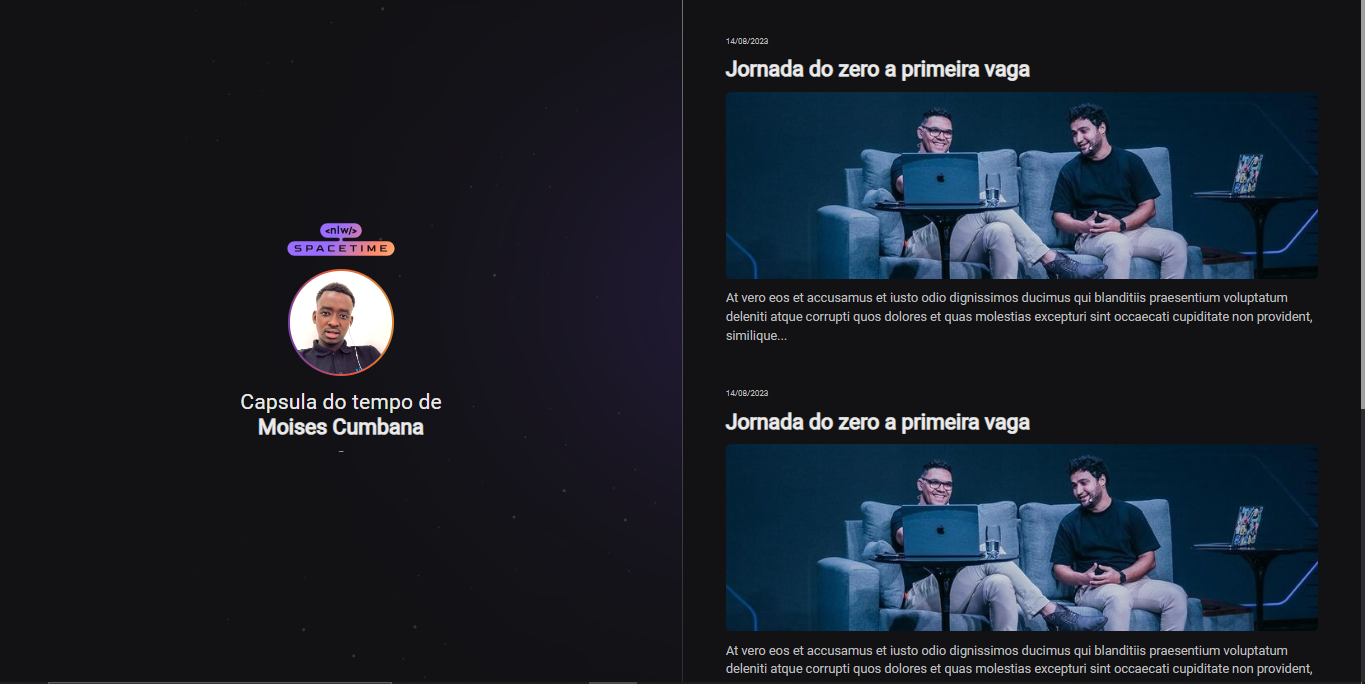 <nlw/>
SPACETIME
Capsula do tempo de
Moises Cumbana
14/08/2023
Jornada do zero a primeira vaga
At vero eos et accusamus et iusto odio dignissimos ducimus qui blanditiis praesentium voluptatum
deleniti atque corrupti quos dolores et quas molestias excepturi sint occaecati cupiditate non provident,
similique...
14/08/2023
Jornada do zero a primeira vaga
At vero eos et accusamus et iusto odio dignissimos ducimus qui blanditiis praesentium voluptatum
deleniti atque corrupti quos dolores et quas molestias excepturi sint occaecati cupiditate non provident,